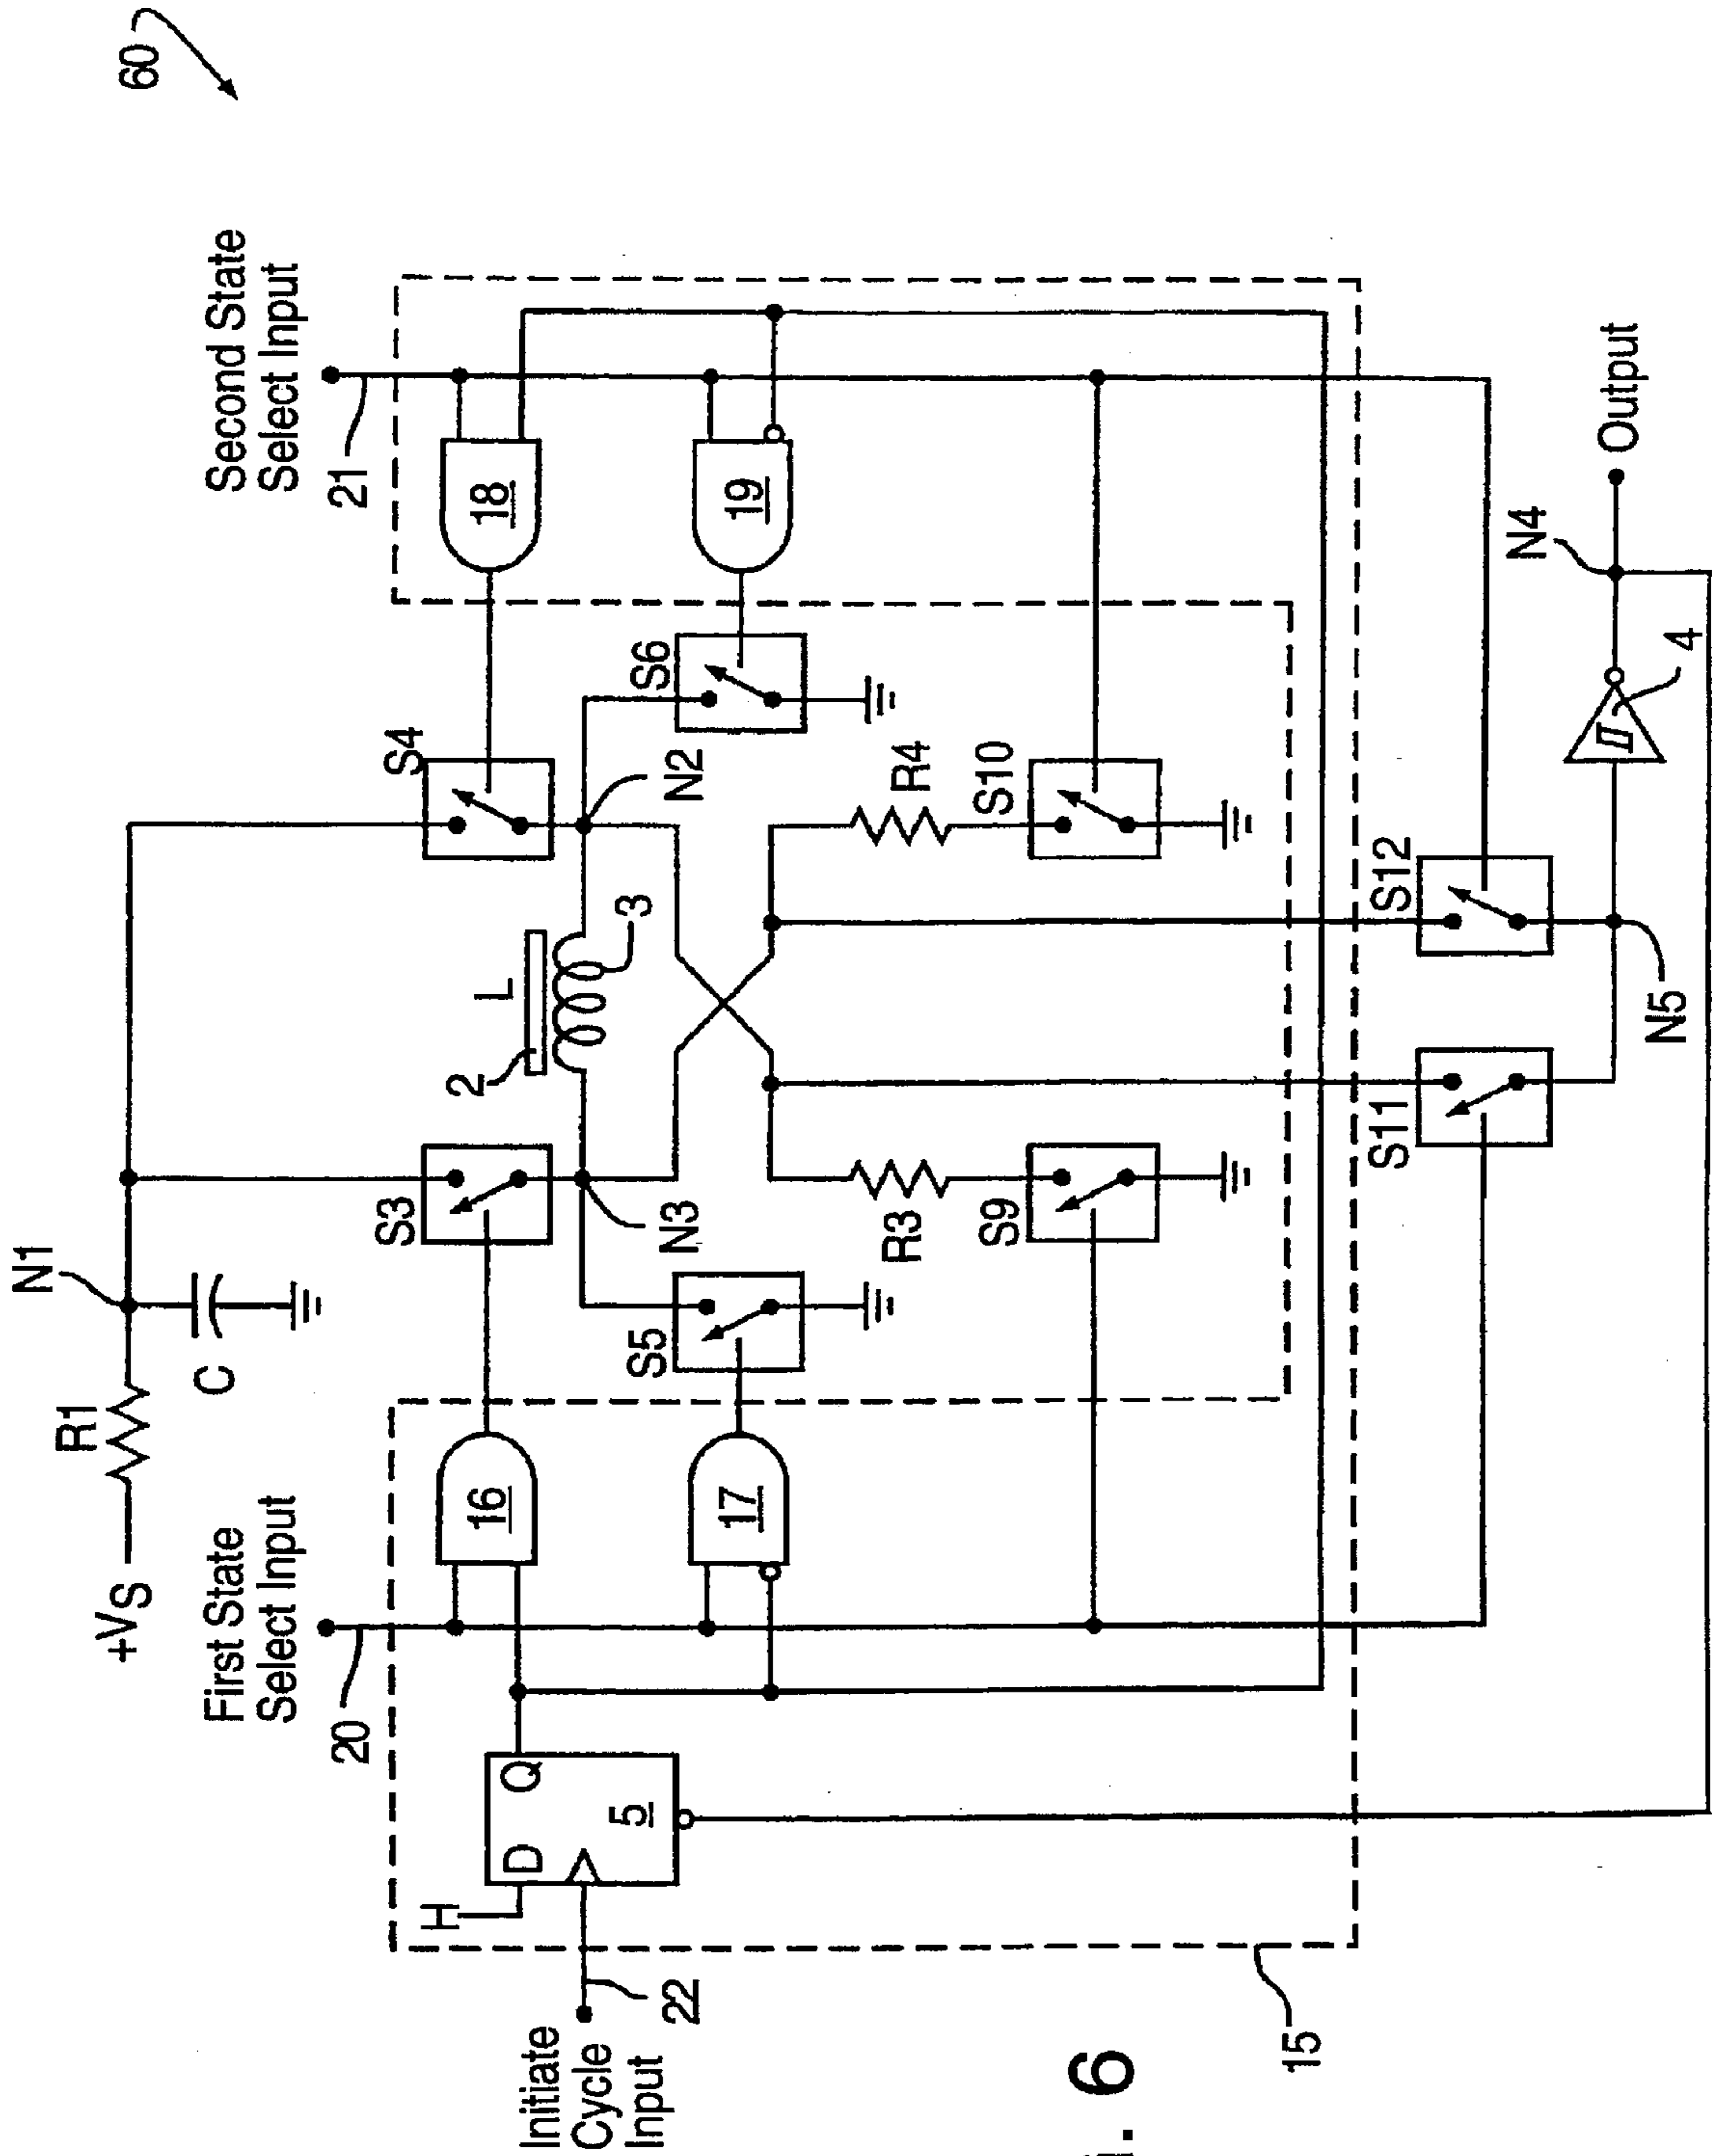 60
N1
R1
+VS
C
First State
Select Input
20
Second State
Select Input
21
16
17
18
19
S3
S4
S5
S6
N3
N2
L
2
3
H
D
Q
5
Initiate
Cycle
Input
22
R3
R4
S9
S10
S11
S12
N5
N4
4
Output
15
6